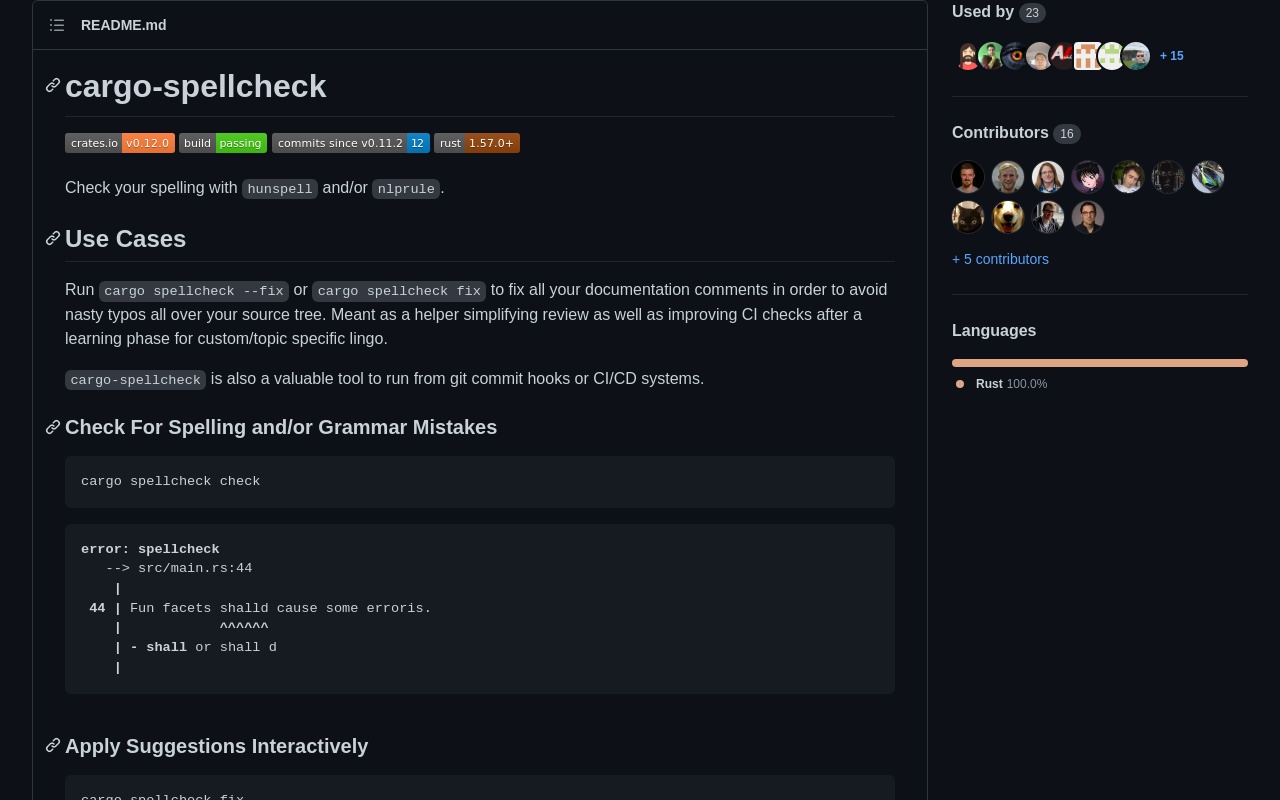 README.md
cargo-spellcheck
crates.io v0.12.0 build passing commits since v0.11.2 12 rust 1.57.0+
Check your spelling with hunspell and/or nlprule.
Use Cases
Run cargo spellcheck --fix or cargo spellcheck fix to fix all your documentation comments in order to avoid
nasty typos all over your source tree. Meant as a helper simplifying review as well as improving CI checks after a
learning phase for custom/topic specific lingo.
cargo-spellcheck is also a valuable tool to run from git commit hooks or CI/CD systems.
Check For Spelling and/or Grammar Mistakes
cargo spellcheck check
error: spellcheck
   --> src/main.rs:44
    |
 44 | Fun facets shalld cause some erroris.
    |            ^^^^^^
    | - shall or shall d
    |
Apply Suggestions Interactively
cargo spellcheck fix
Used by 23
+ 15
Contributors 16
+ 5 contributors
Languages
Rust 100.0%